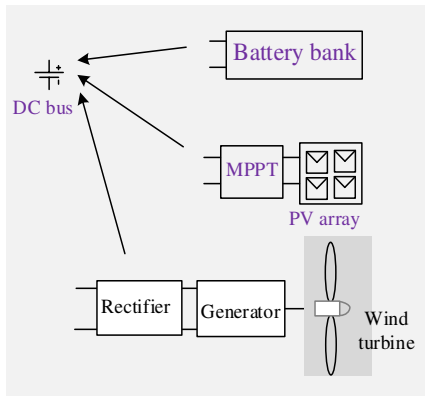 Battery bank
DC bus
MPPT
PV array
Rectifier
Generator
Wind
turbine